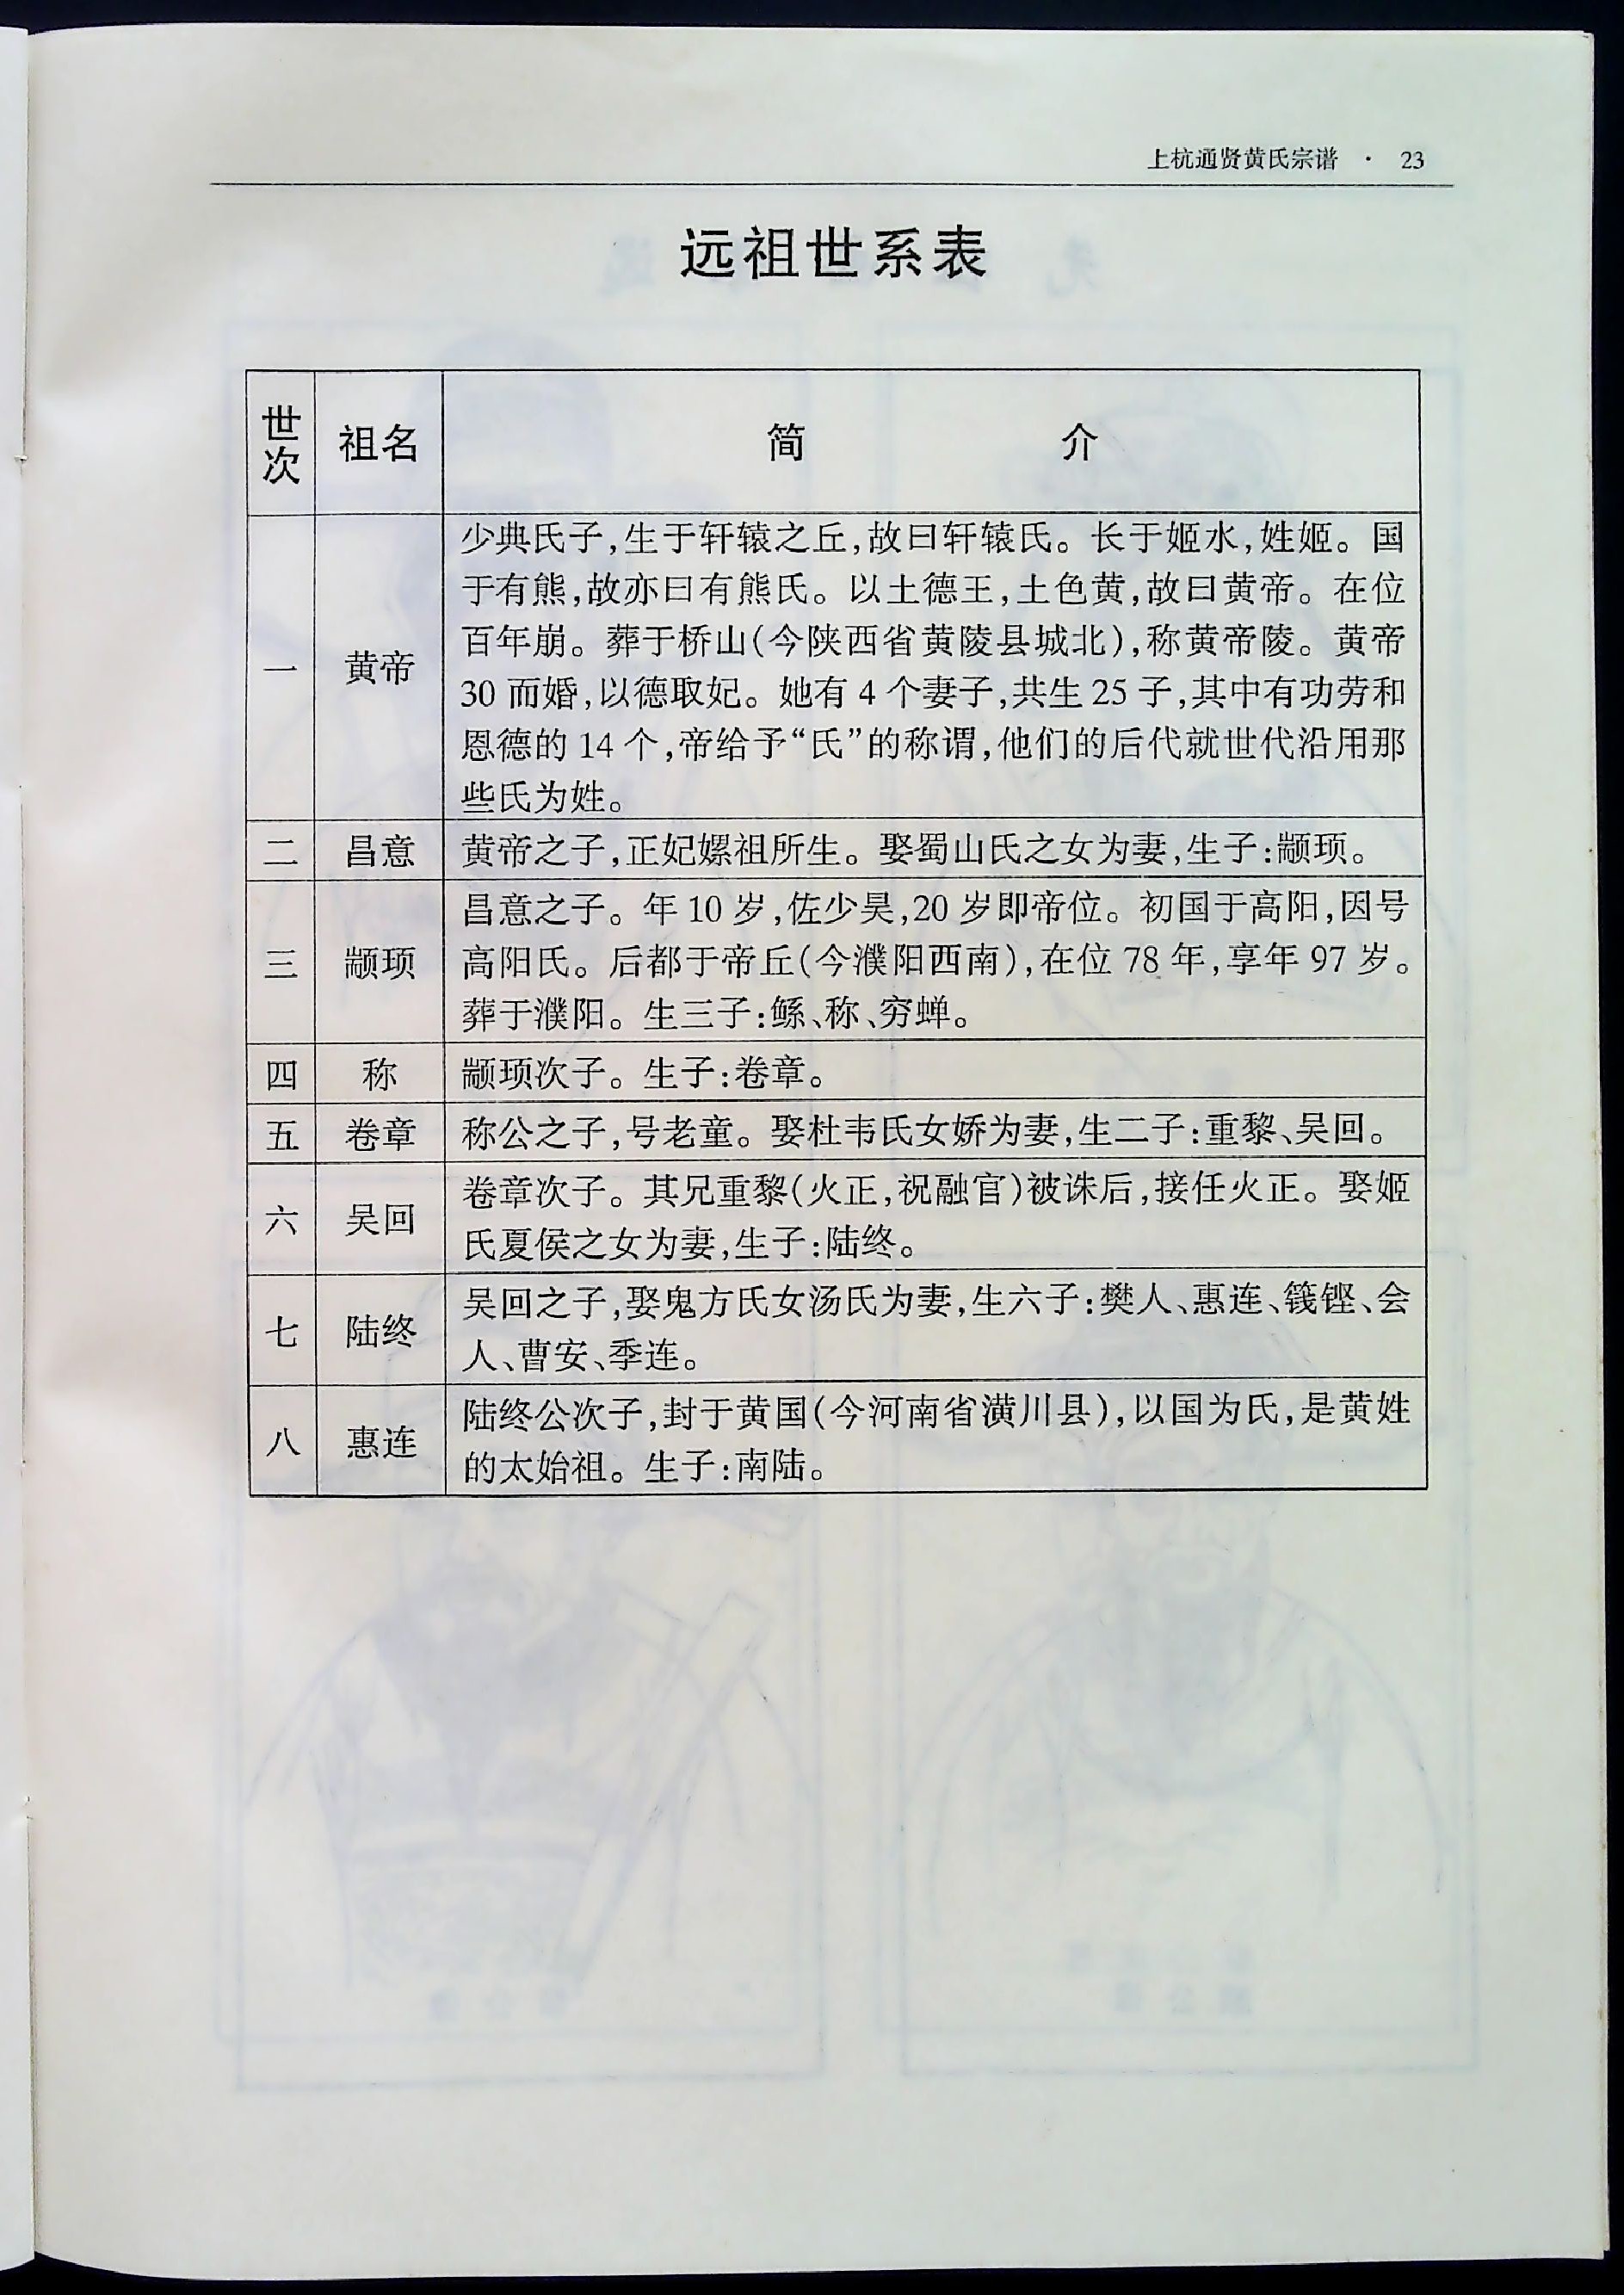 上杭通贤黄氏宗谱 · 23
远祖世系表
世次 祖名 简 介
一 黄帝
少典氏子,生于轩辕之丘,故曰轩辕氏。长于姬水,姓姬。国
于有熊,故亦曰有熊氏。以土德王,土色黄,故曰黄帝。在位
百年崩。葬于桥山(今陕西省黄陵县城北),称黄帝陵。黄帝
30 而婚,以德取妃。她有 4 个妻子,共生 25 子,其中有功劳和
恩德的 14 个,帝给予“氏”的称谓,他们的后代就世代沿用那
些氏为姓。
二 昌意 黄帝之子,正妃嫘祖所生。娶蜀山氏之女为妻,生子:颛顼。
三 颛顼
昌意之子。年 10 岁,佐少昊,20 岁即帝位。初国于高阳,因号
高阳氏。后都于帝丘(今濮阳西南),在位 78 年,享年 97 岁。
葬于濮阳。生三子:鲧、称、穷蝉。
四 称 颛顼次子。生子:卷章。
五 卷章 称公之子,号老童。娶杜韦氏女娇为妻,生二子:重黎、吴回。
六 吴回
卷章次子。其兄重黎(火正,祝融官)被诛后,接任火正。娶姬
氏夏侯之女为妻,生子:陆终。
七 陆终
吴回之子,娶鬼方氏女汤氏为妻,生六子:樊人、惠连、篯铿、会
人、曹安、季连。
八 惠连
陆终公次子,封于黄国(今河南省潢川县),以国为氏,是黄姓
的太始祖。生子:南陆。